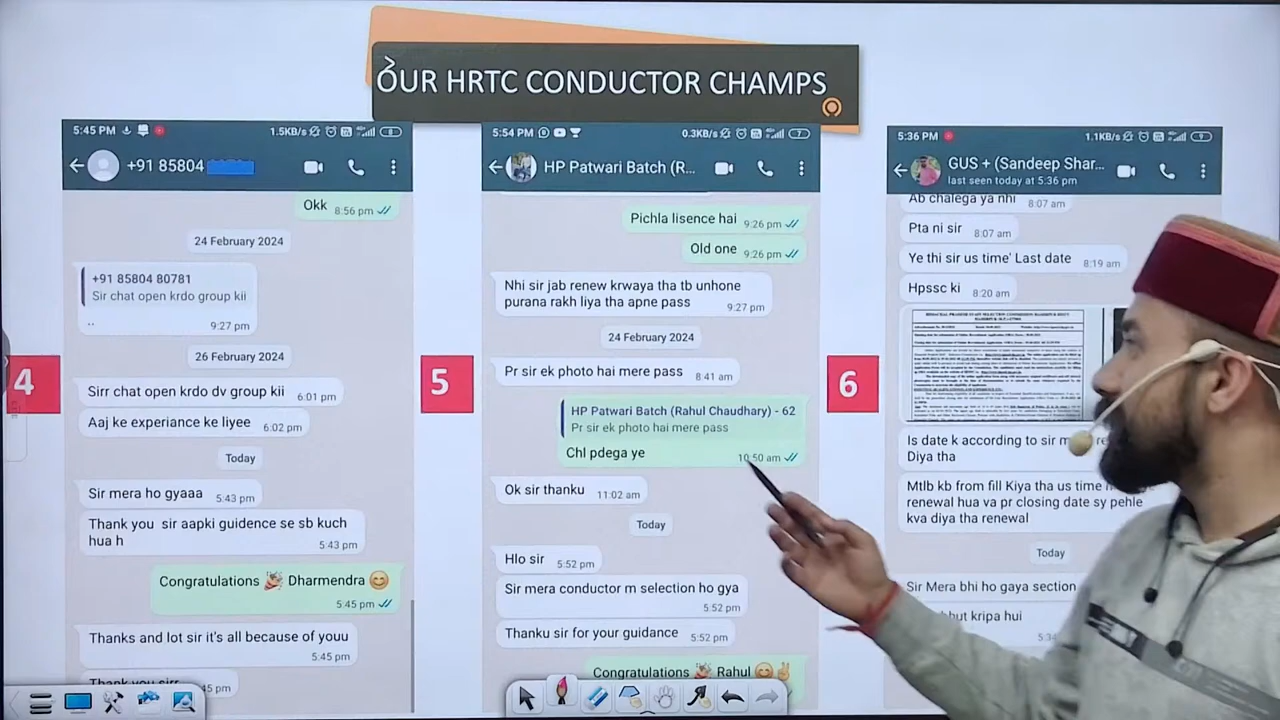 OUR HRTC CONDUCTOR CHAMPS
5:45 PM
1.5KB/s
+91 85804
Okk 8:56 pm
24 February 2024
+91 85804 80781
Sir chat open krdo group kii
..
9:27 pm
26 February 2024
Sirr chat open krdo dv group kii 6:01 pm
Aaj ke experiance ke liyee 6:02 pm
Today
Sir mera ho gyaaa 5:43 pm
Thank you sir aapki guidence se sb kuch
hua h
5:43 pm
Congratulations 🎉 Dharmendra 😊
5:45 pm
Thanks and lot sir it's all because of youu
5:45 pm
Thank you sirr
45 pm
4
5:54 PM
0.3KB/s
HP Patwari Batch (R...
Pichla lisence hai 9:26 pm
Old one 9:26 pm
Nhi sir jab renew krwaya tha tb unhone
purana rakh liya tha apne pass 9:27 pm
24 February 2024
Pr sir ek photo hai mere pass 8:41 am
HP Patwari Batch (Rahul Chaudhary) - 62
Pr sir ek photo hai mere pass
Chl pdega ye 10:50 am
Ok sir thanku 11:02 am
Today
Hlo sir 5:52 pm
Sir mera conductor m selection ho gya
5:52 pm
Thanku sir for your guidance 5:52 pm
Congratulations 🎉 Rahul 😊✌
5
5:36 PM
1.1KB/s
GUS + (Sandeep Shar...
last seen today at 5:36 pm
Ab chalega ya nhi 8:07 am
Pta ni sir 8:07 am
Ye thi sir us time' Last date 8:19 am
Hpssc ki 8:20 am
Is date k according to sir m
Diya tha
Mtlb kb from fill Kiya tha us time
renewal hua va pr closing date sy pehle
kva diya tha renewal
Today
Sir Mera bhi ho gaya section
hut kripa hui
6